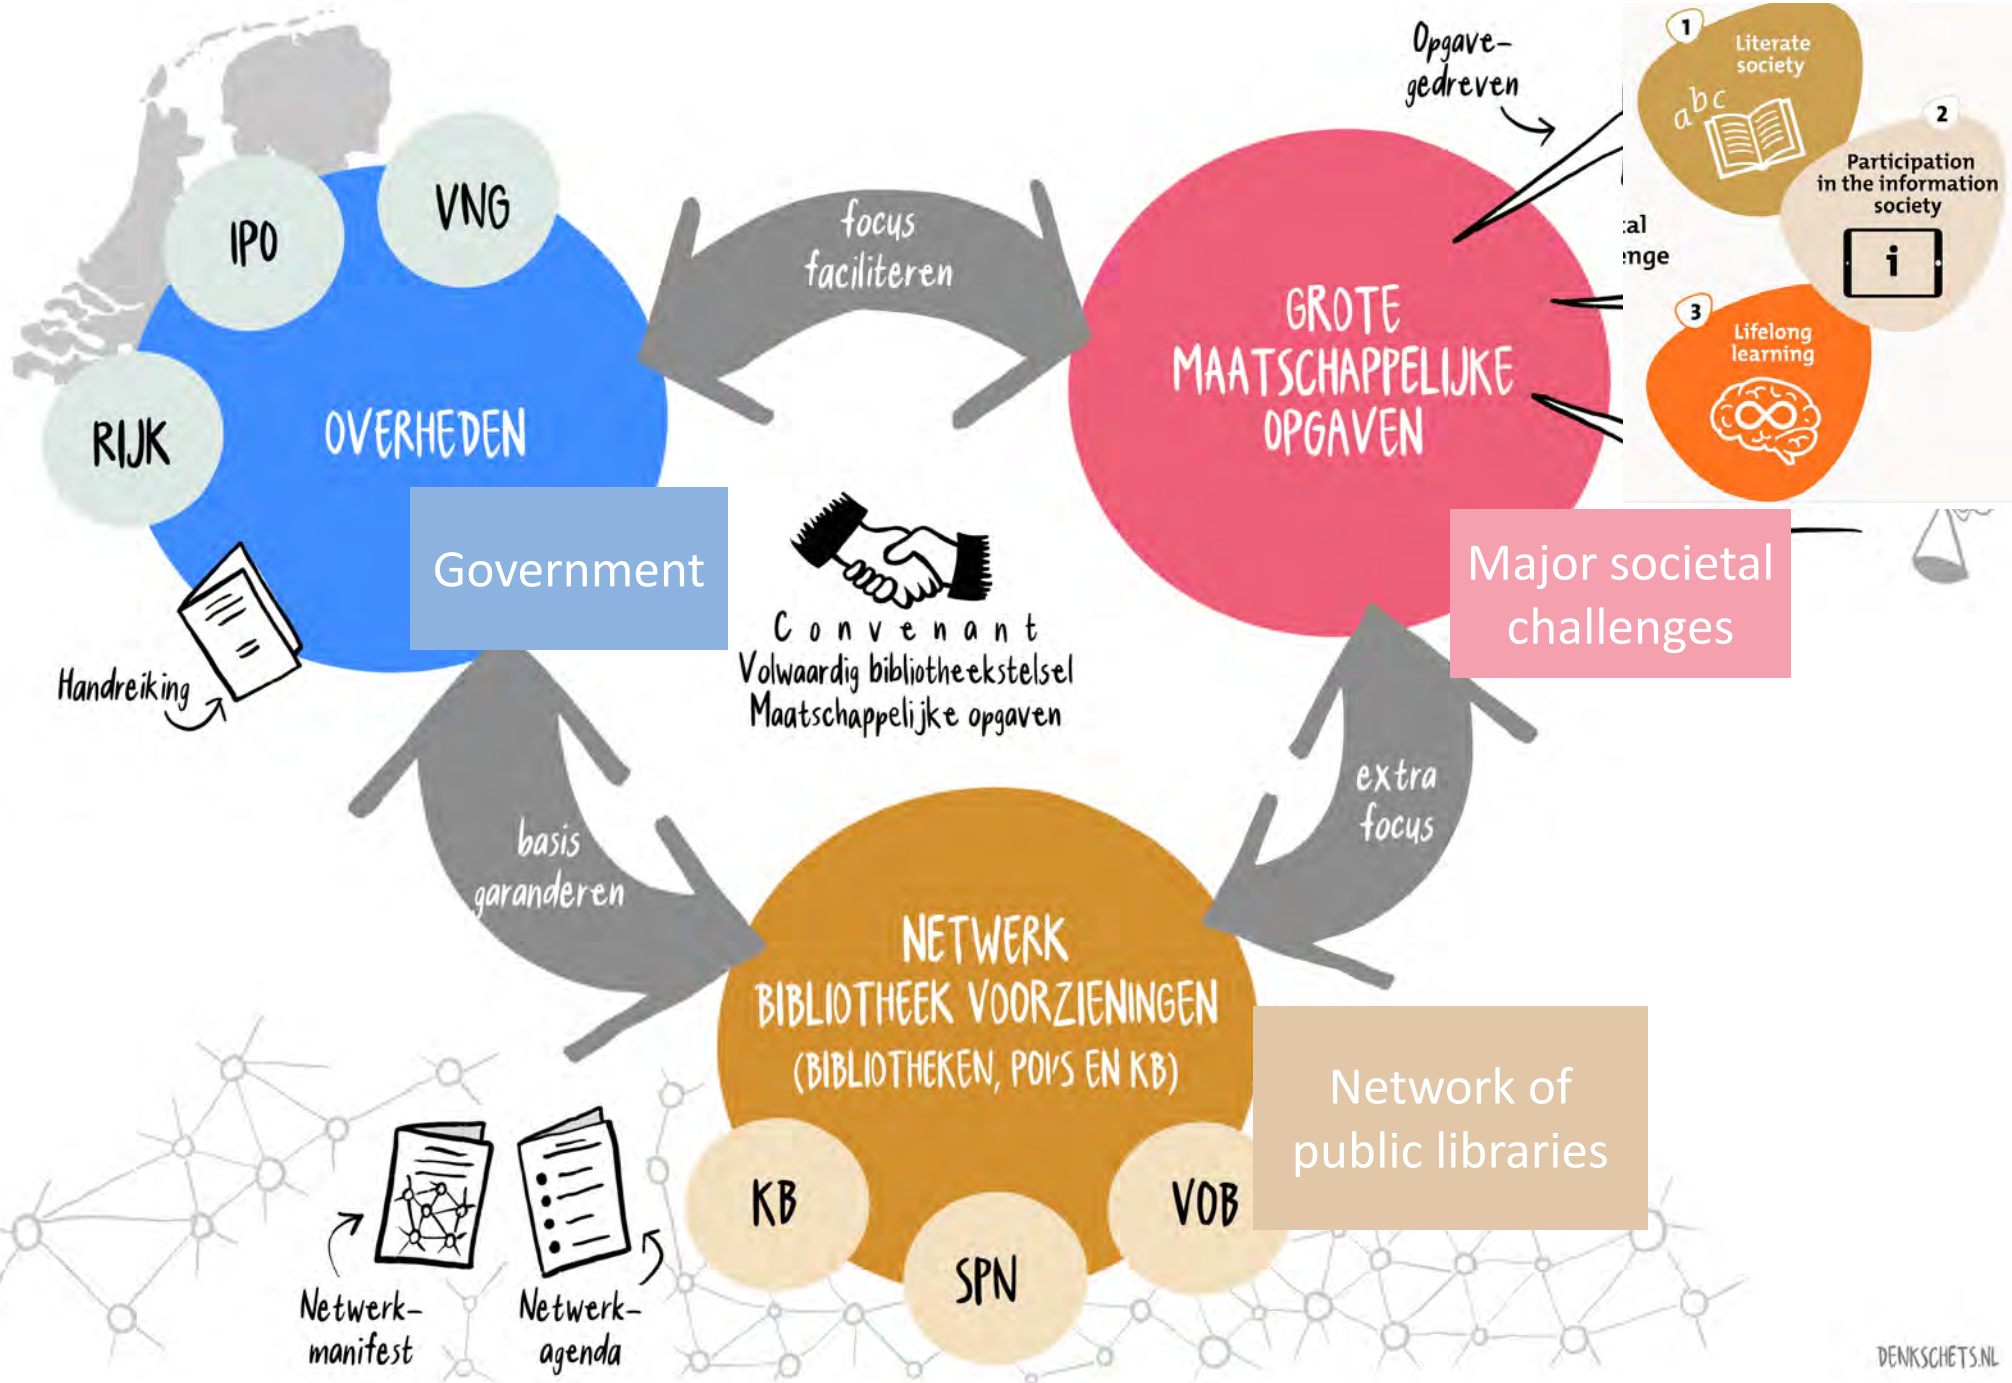 Opgave-
gedreven
1
Literate
society
abc
2
Participation
in the information
society
i
3
Lifelong
learning
enge
VNG
IPO
RIJK
OVERHEDEN
Government
focus
faciliteren
GROTE
MAATSCHAPPELIJKE
OPGAVEN
Major societal
challenges
Handreiking
Convenant
Volwaardig bibliotheekstelsel
Maatschappelijke opgaven
basis
garanderen
extra
focus
NETWERK
BIBLIOTHEEK VOORZIENINGEN
(BIBLIOTHEKEN, POI'S EN KB)
Network of
public libraries
KB
SPN
VOB
Netwerk-
manifest
Netwerk-
agenda
DENKSCHETS.NL